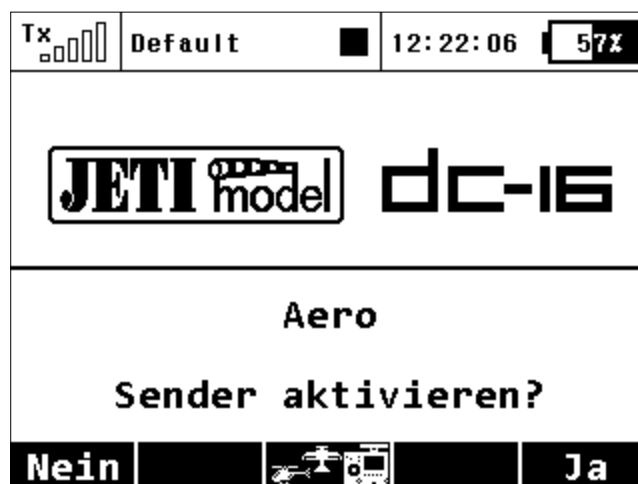 Tx Default 12:22:06 57%
JETI model dc-16
Aero
Sender aktivieren?
Nein Ja